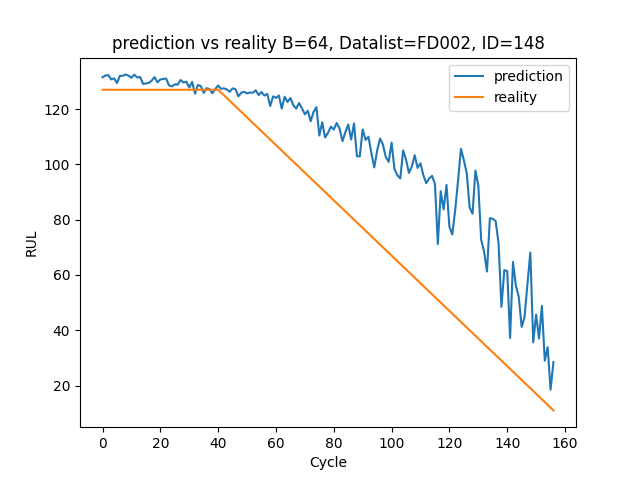 prediction vs reality B=64, Datalist=FD002, ID=148
prediction
reality
RUL
120
100
80
60
40
20
0 20 40 60 80 100 120 140 160
Cycle